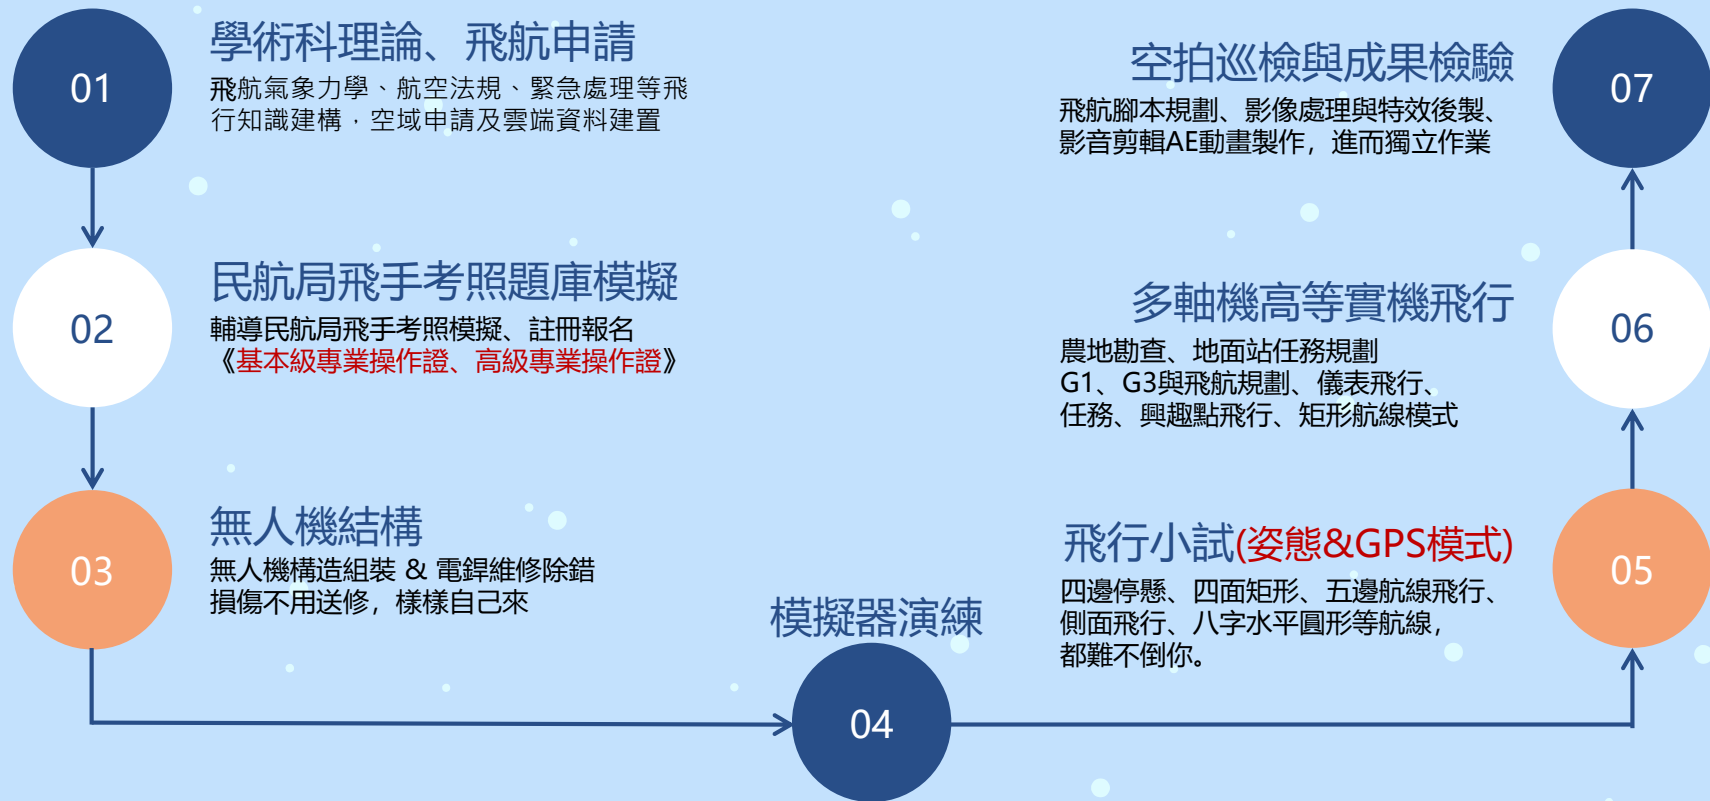 01
學術科理論、飛航申請
飛航氣象力學、航空法規、緊急處理等飛
行知識建構，空域申請及雲端資料建置
02
民航局飛手考照題庫模擬
輔導民航局飛手考照模擬、註冊報名
《基本級專業操作證、高級專業操作證》
03
無人機結構
無人機構造組裝 & 電銲維修除錯
損傷不用送修，樣樣自己來
模擬器演練
04
飛行小試(姿態&GPS模式)
四邊停懸、四面矩形、五邊航線飛行、
側面飛行、八字水平圓形等航線，
都難不倒你。
05
多軸機高等實機飛行
農地勘查、地面站任務規劃
G1、G3與飛航規劃、儀表飛行、
任務、興趣點飛行、矩形航線模式
06
空拍巡檢與成果檢驗
飛航腳本規劃、影像處理與特效後製、
影音剪輯AE動畫製作，進而獨立作業
07